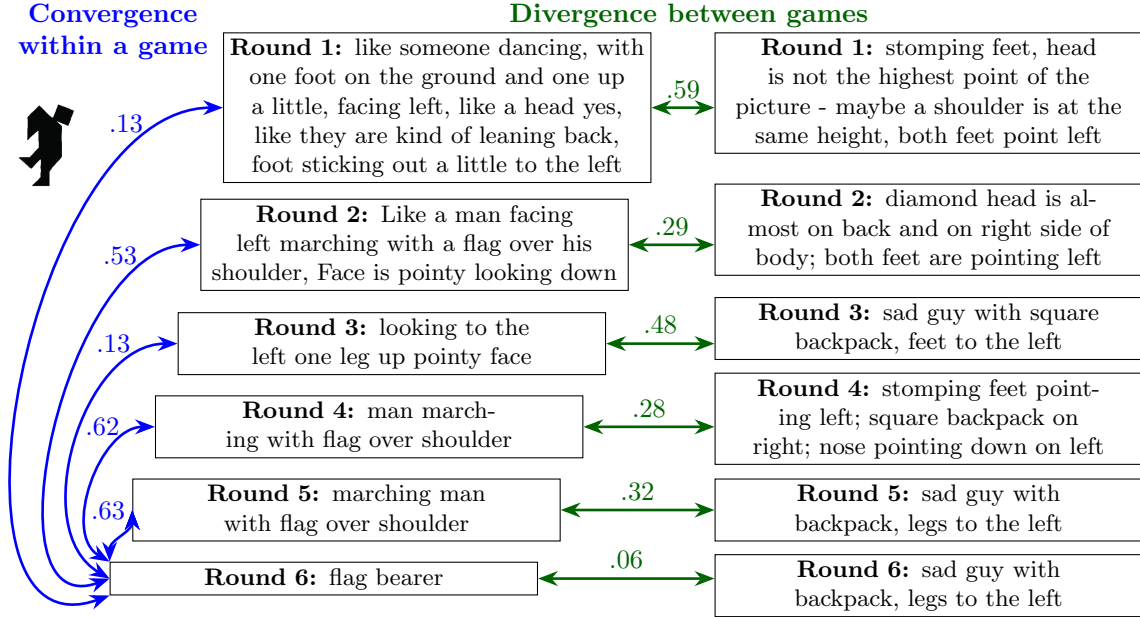 Convergence
within a game
Divergence between games
Round 1: like someone dancing, with
one foot on the ground and one up
a little, facing left, like a head yes,
like they are kind of leaning back,
foot sticking out a little to the left
.13
.59
Round 1: stomping feet, head
is not the highest point of the
picture - maybe a shoulder is at the
same height, both feet point left
Round 2: Like a man facing
left marching with a flag over his
shoulder, Face is pointy looking down
.53
.29
Round 2: diamond head is al-
most on back and on right side of
body; both feet are pointing left
Round 3: looking to the
left one leg up pointy face
.13
.48
Round 3: sad guy with square
backpack, feet to the left
Round 4: man march-
ing with flag over shoulder
.62
.28
Round 4: stomping feet point-
ing left; square backpack on
right; nose pointing down on left
Round 5: marching man
with flag over shoulder
.63
.32
Round 5: sad guy with
backpack, legs to the left
Round 6: flag bearer
.06
Round 6: sad guy with
backpack, legs to the left